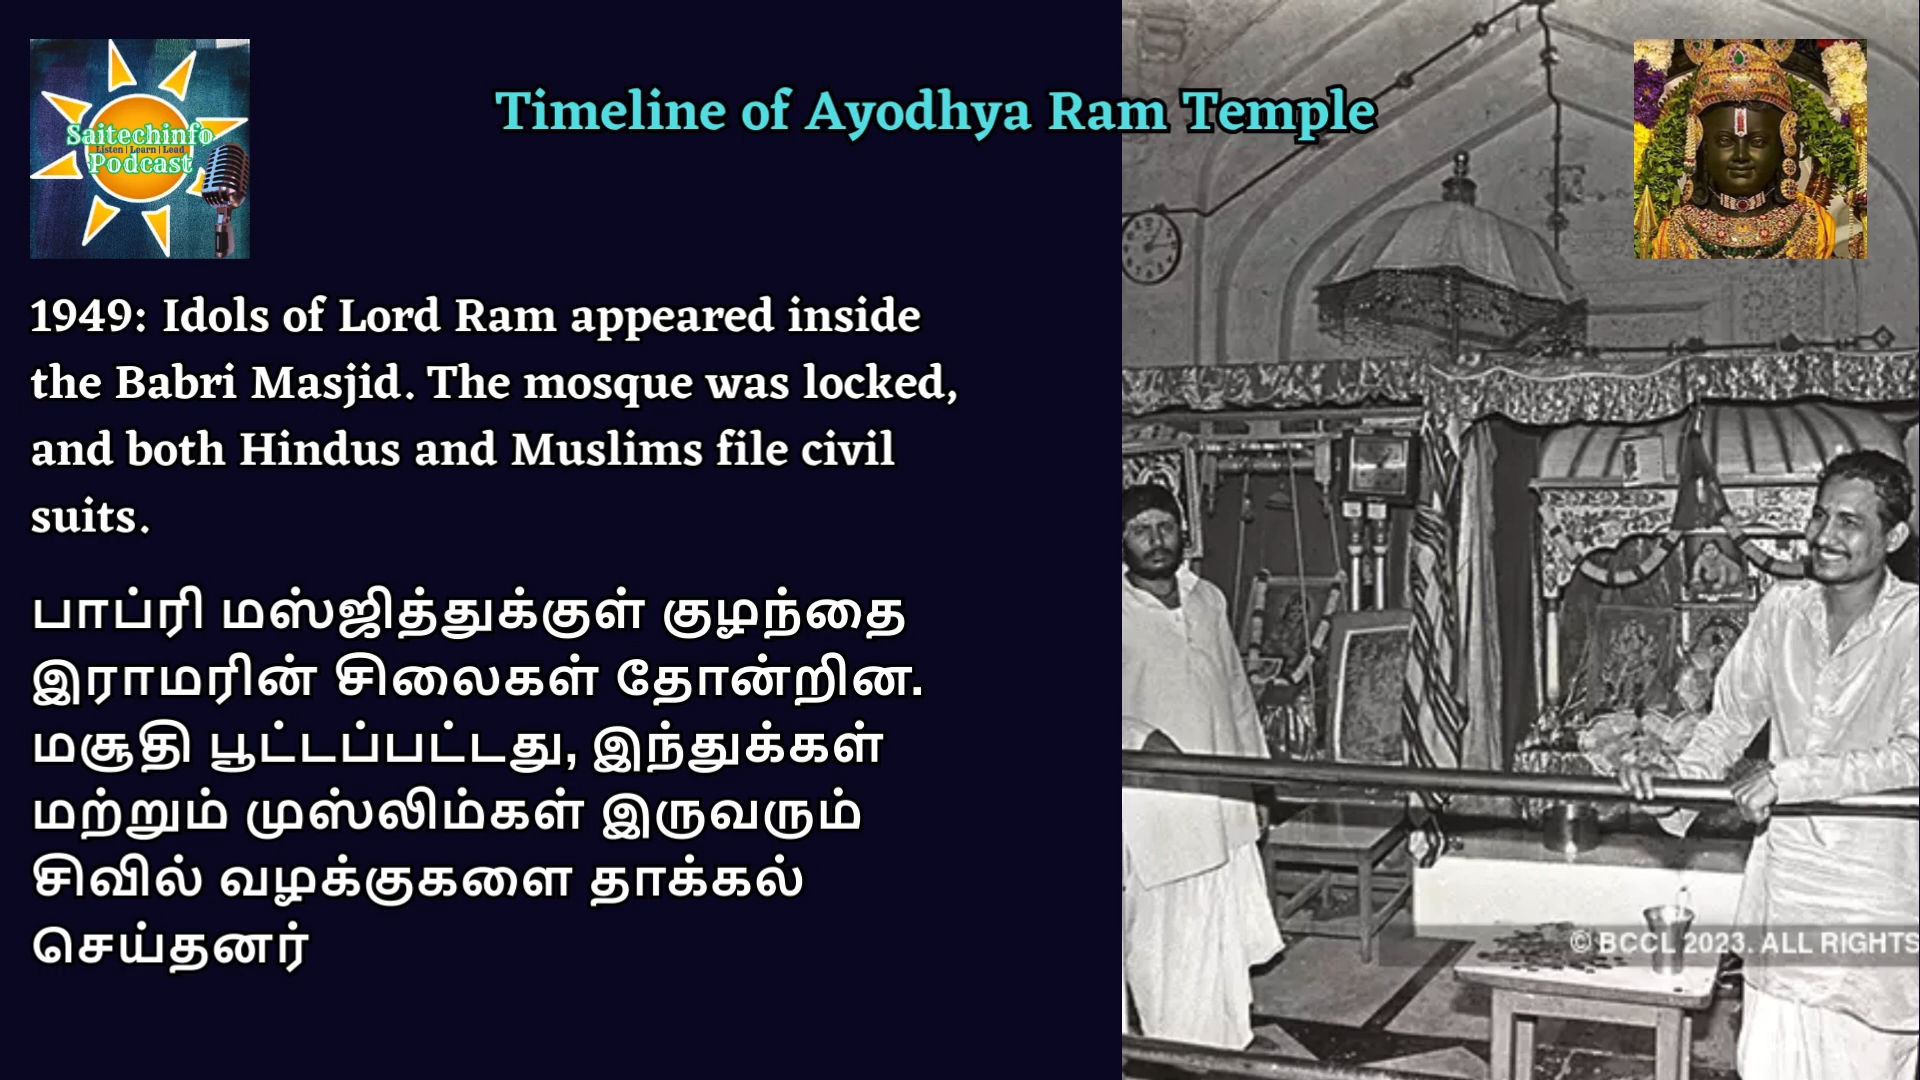 Saitechinfo
Listen | Learn | Lead
Podcast
Timeline of Ayodhya Ram Temple
1949: Idols of Lord Ram appeared inside
the Babri Masjid. The mosque was locked,
and both Hindus and Muslims file civil
suits.
பாப்ரி மஸ்ஜித்துக்குள் குழந்தை
இராமரின் சிலைகள் தோன்றின.
மசூதி பூட்டப்பட்டது, இந்துக்கள்
மற்றும் முஸ்லிம்கள் இருவரும்
சிவில் வழக்குகளை தாக்கல்
செய்தனர்
© BCCL 2023. ALL RIGHTS